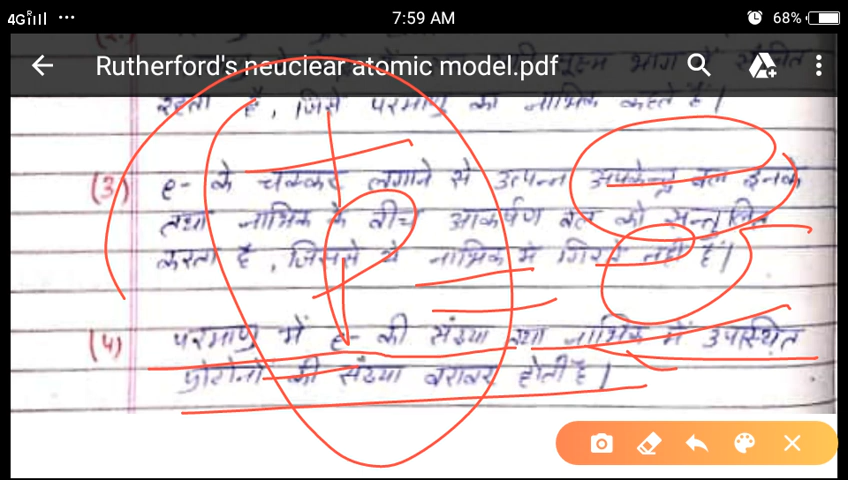 4G 7:59 AM 68%
Rutherford's neuclear atomic model.pdf
सूक्ष्म भाग में
रहता है, जिसे परमाणु का नाभिक कहते हैं।
(3) e- के चक्कर लगाने से उत्पन्न अपकेन्द्र बल इनके
तथा नाभिक के बीच आकर्षण बल को सन्तुलित
करता है, जिससे ये नाभिक में गिरते नहीं हैं।
(4) परमाणु में e- की संख्या तथा नाभिक में उपस्थित
प्रोटोनों की संख्या बराबर होती है।